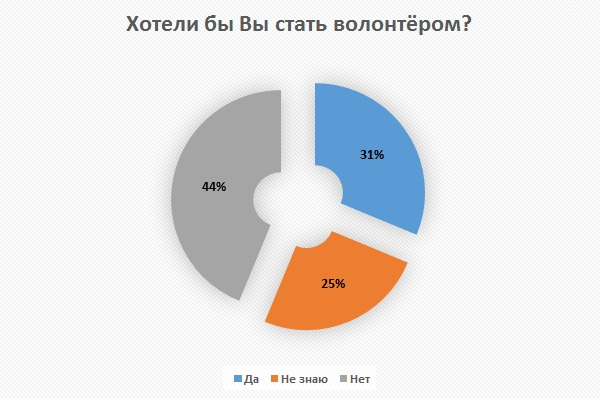 Хотели бы Вы стать волонтёром?
31%
44%
25%
Да Не знаю Нет